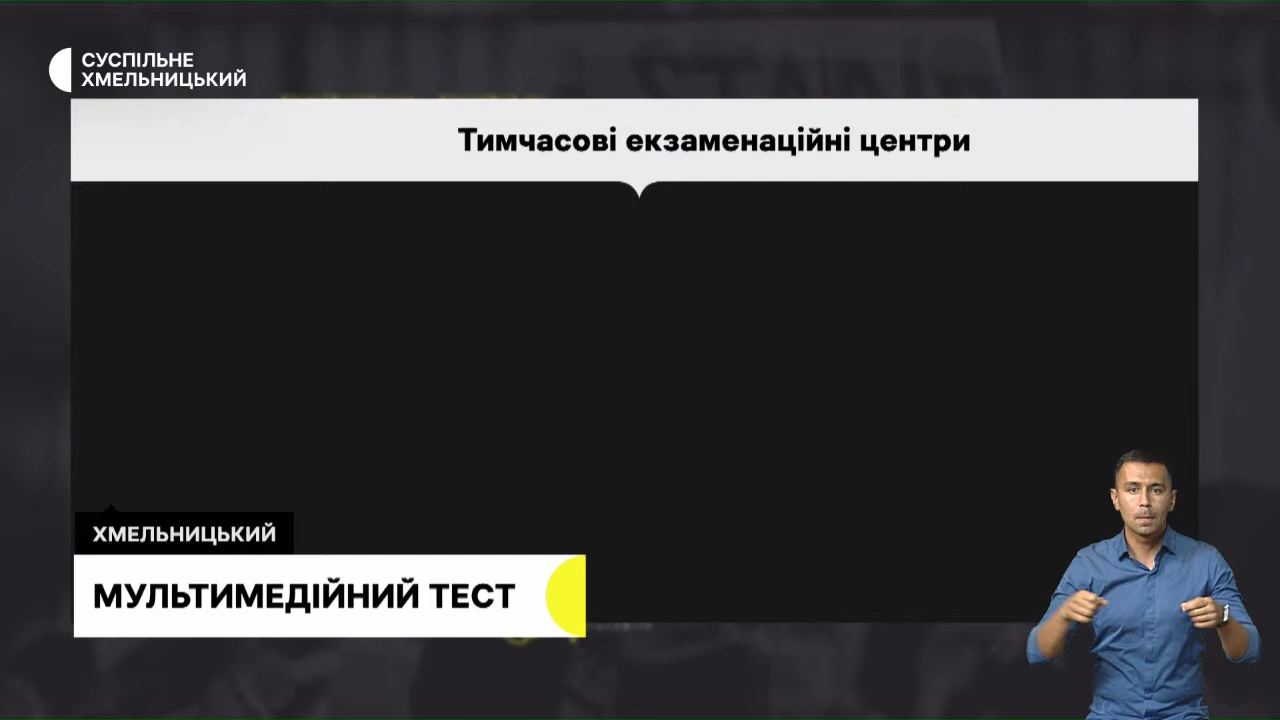 СУСПІЛЬНЕ
ХМЕЛЬНИЦЬКИЙ
Тимчасові екзаменаційні центри
ХМЕЛЬНИЦЬКИЙ
МУЛЬТИМЕДІЙНИЙ ТЕСТ